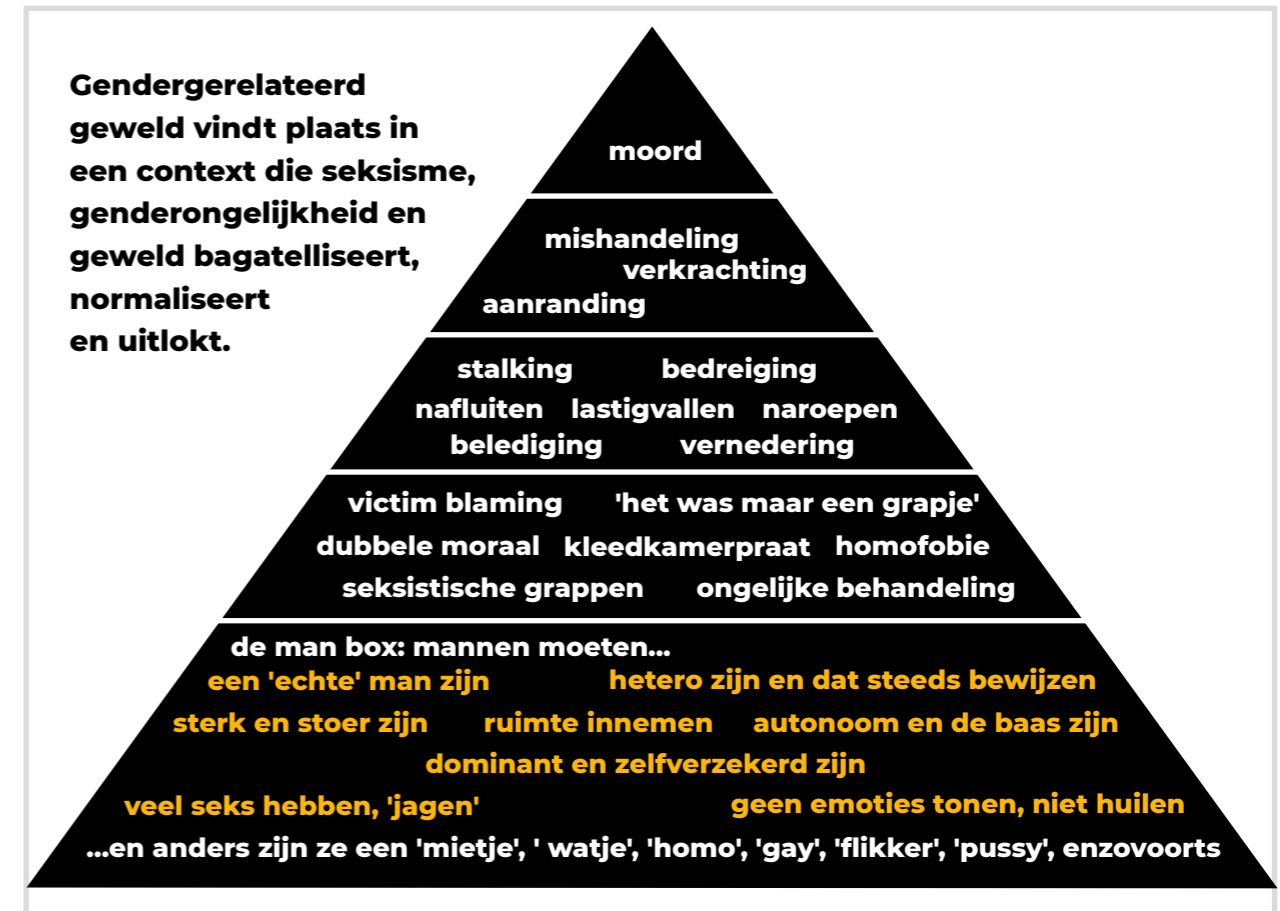 Gendergerelateerd
geweld vindt plaats in
een context die seksisme,
genderongelijkheid en
geweld bagatelliseert,
normaliseert
en uitlokt.
moord
mishandeling
verkrachting
aanranding
stalking bedreiging
nafluiten lastigvallen naroepen
belediging vernedering
victim blaming 'het was maar een grapje'
dubbele moraal kleedkamerpraat homofobie
seksistische grappen ongelijke behandeling
de man box: mannen moeten...
een 'echte' man zijn hetero zijn en dat steeds bewijzen
sterk en stoer zijn ruimte innemen autonoom en de baas zijn
dominant en zelfverzekerd zijn
veel seks hebben, 'jagen' geen emoties tonen, niet huilen
...en anders zijn ze een 'mietje', ' watje', 'homo', 'gay', 'flikker', 'pussy', enzovoorts